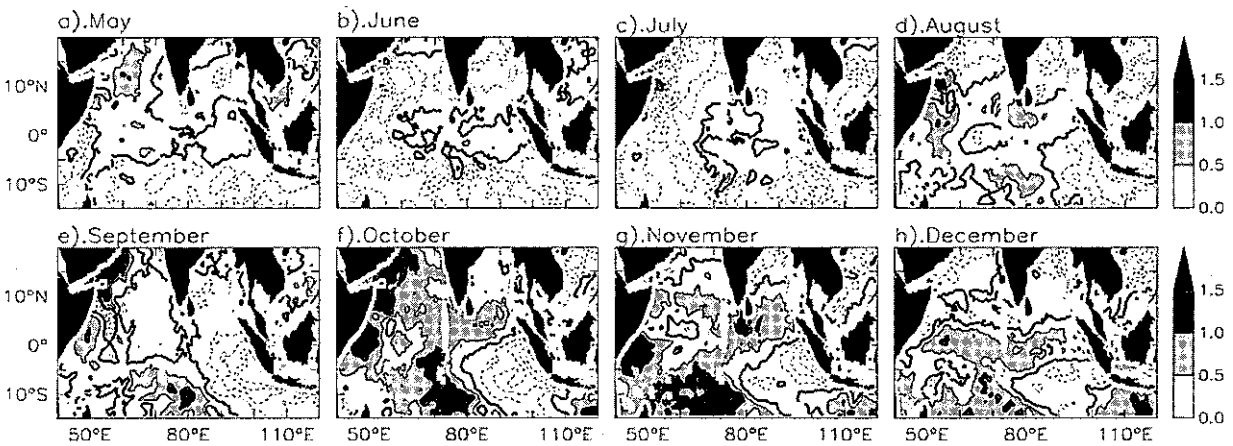 a).May
b).June
c).July
d).August
10°N
0°
10°S
1.5
1.0
0.5
0.0
e).September
f).October
g).November
h).December
10°N
0°
10°S
1.5
1.0
0.5
0.0
50°E 80°E 110°E 50°E 80°E 110°E 50°E 80°E 110°E 50°E 80°E 110°E